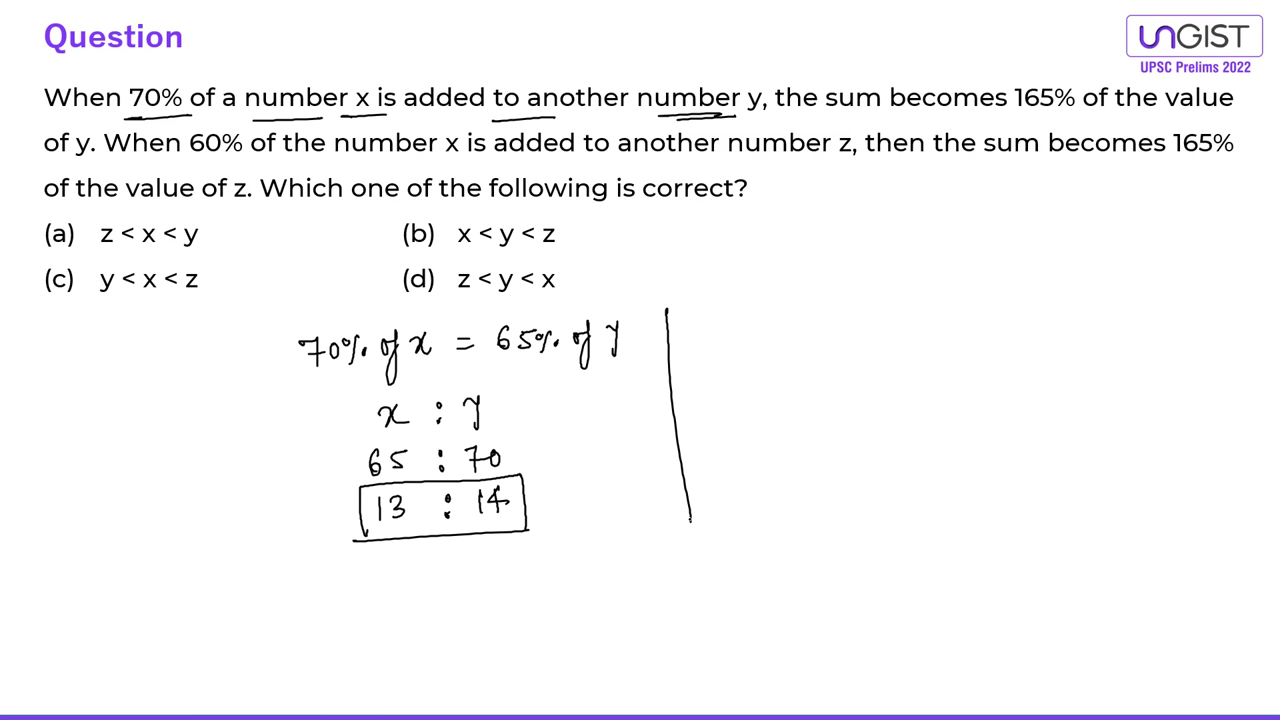 Question
UNGIST
UPSC Prelims 2022
When 70% of a number x is added to another number y, the sum becomes 165% of the value
of y. When 60% of the number x is added to another number z, then the sum becomes 165%
of the value of z. Which one of the following is correct?
(a) z < x < y (b) x < y < z
(c) y < x < z (d) z < y < x
70% of x = 65% of y
x : y
65 : 70
13 : 14